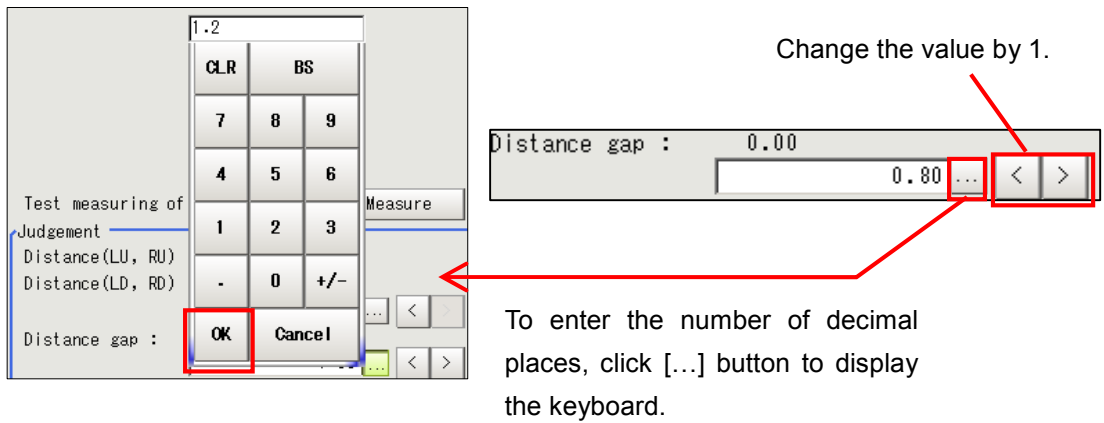 1.2
CLR BS
7 8 9
4 5 6
1 2 3
. 0 +/-
OK Cancel
Test measuring of
Measure
Judgement
Distance(LU, RU)
Distance(LD, RD)
... < >
Distance gap :
... < >
Change the value by 1.
Distance gap : 0.00
0.80 ... < >
To enter the number of decimal
places, click […] button to display
the keyboard.